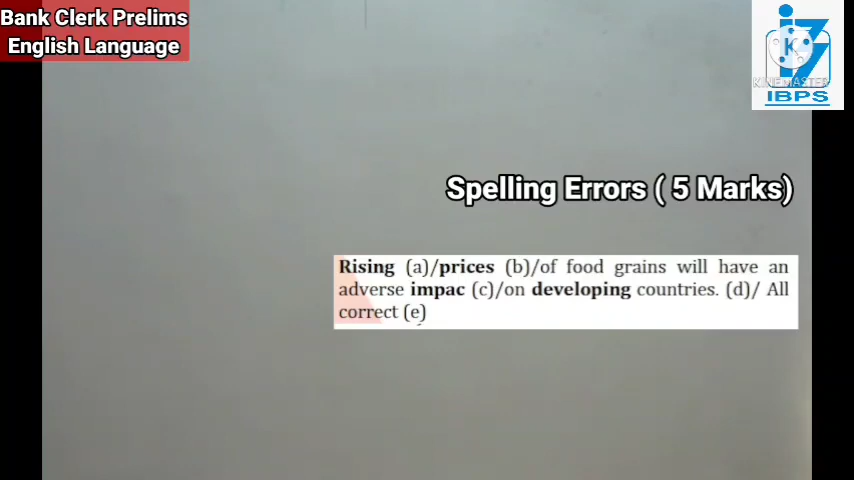 Bank Clerk Prelims
English Language
K
KINEMASTER
IBPS
Spelling Errors ( 5 Marks)
Rising (a)/prices (b)/of food grains will have an
adverse impac (c)/on developing countries. (d)/ All
correct (e)